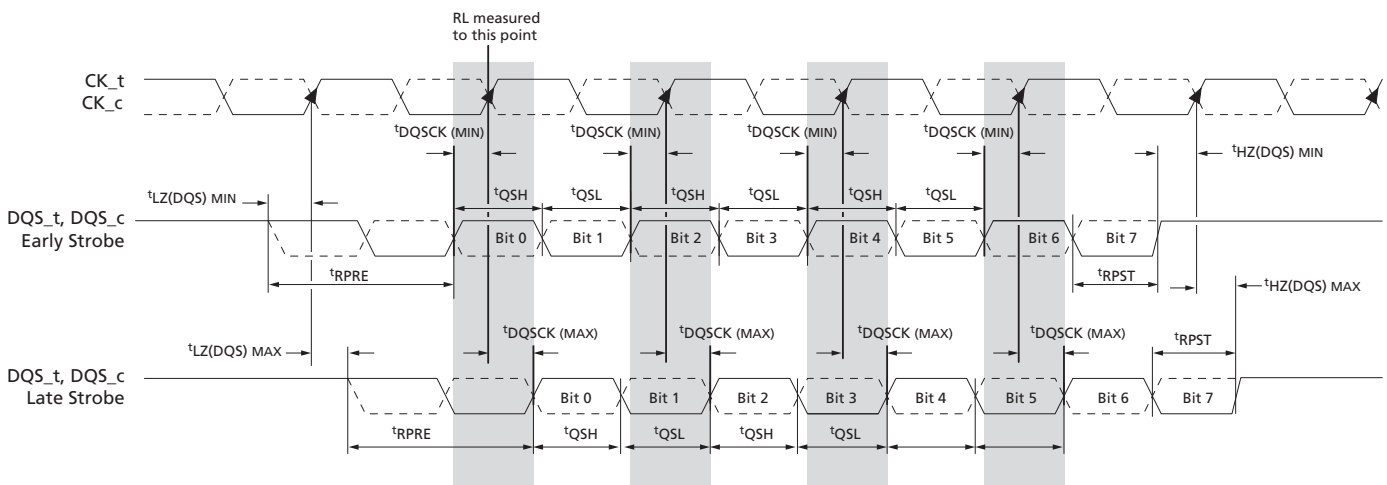 RL measured
to this point
CK_t
CK_c
tDQSCK (MIN) tDQSCK (MIN) tDQSCK (MIN) tDQSCK (MIN)
tHZ(DQS) MIN
tLZ(DQS) MIN
tQSH tQSL tQSH tQSL tQSH tQSL
DQS_t, DQS_c
Early Strobe
Bit 0 Bit 1 Bit 2 Bit 3 Bit 4 Bit 5 Bit 6 Bit 7
tRPRE tRPST
tHZ(DQS) MAX
tDQSCK (MAX) tDQSCK (MAX) tDQSCK (MAX) tDQSCK (MAX)
tRPST
tLZ(DQS) MAX
DQS_t, DQS_c
Late Strobe
Bit 0 Bit 1 Bit 2 Bit 3 Bit 4 Bit 5 Bit 6 Bit 7
tRPRE tQSH tQSL tQSH tQSL